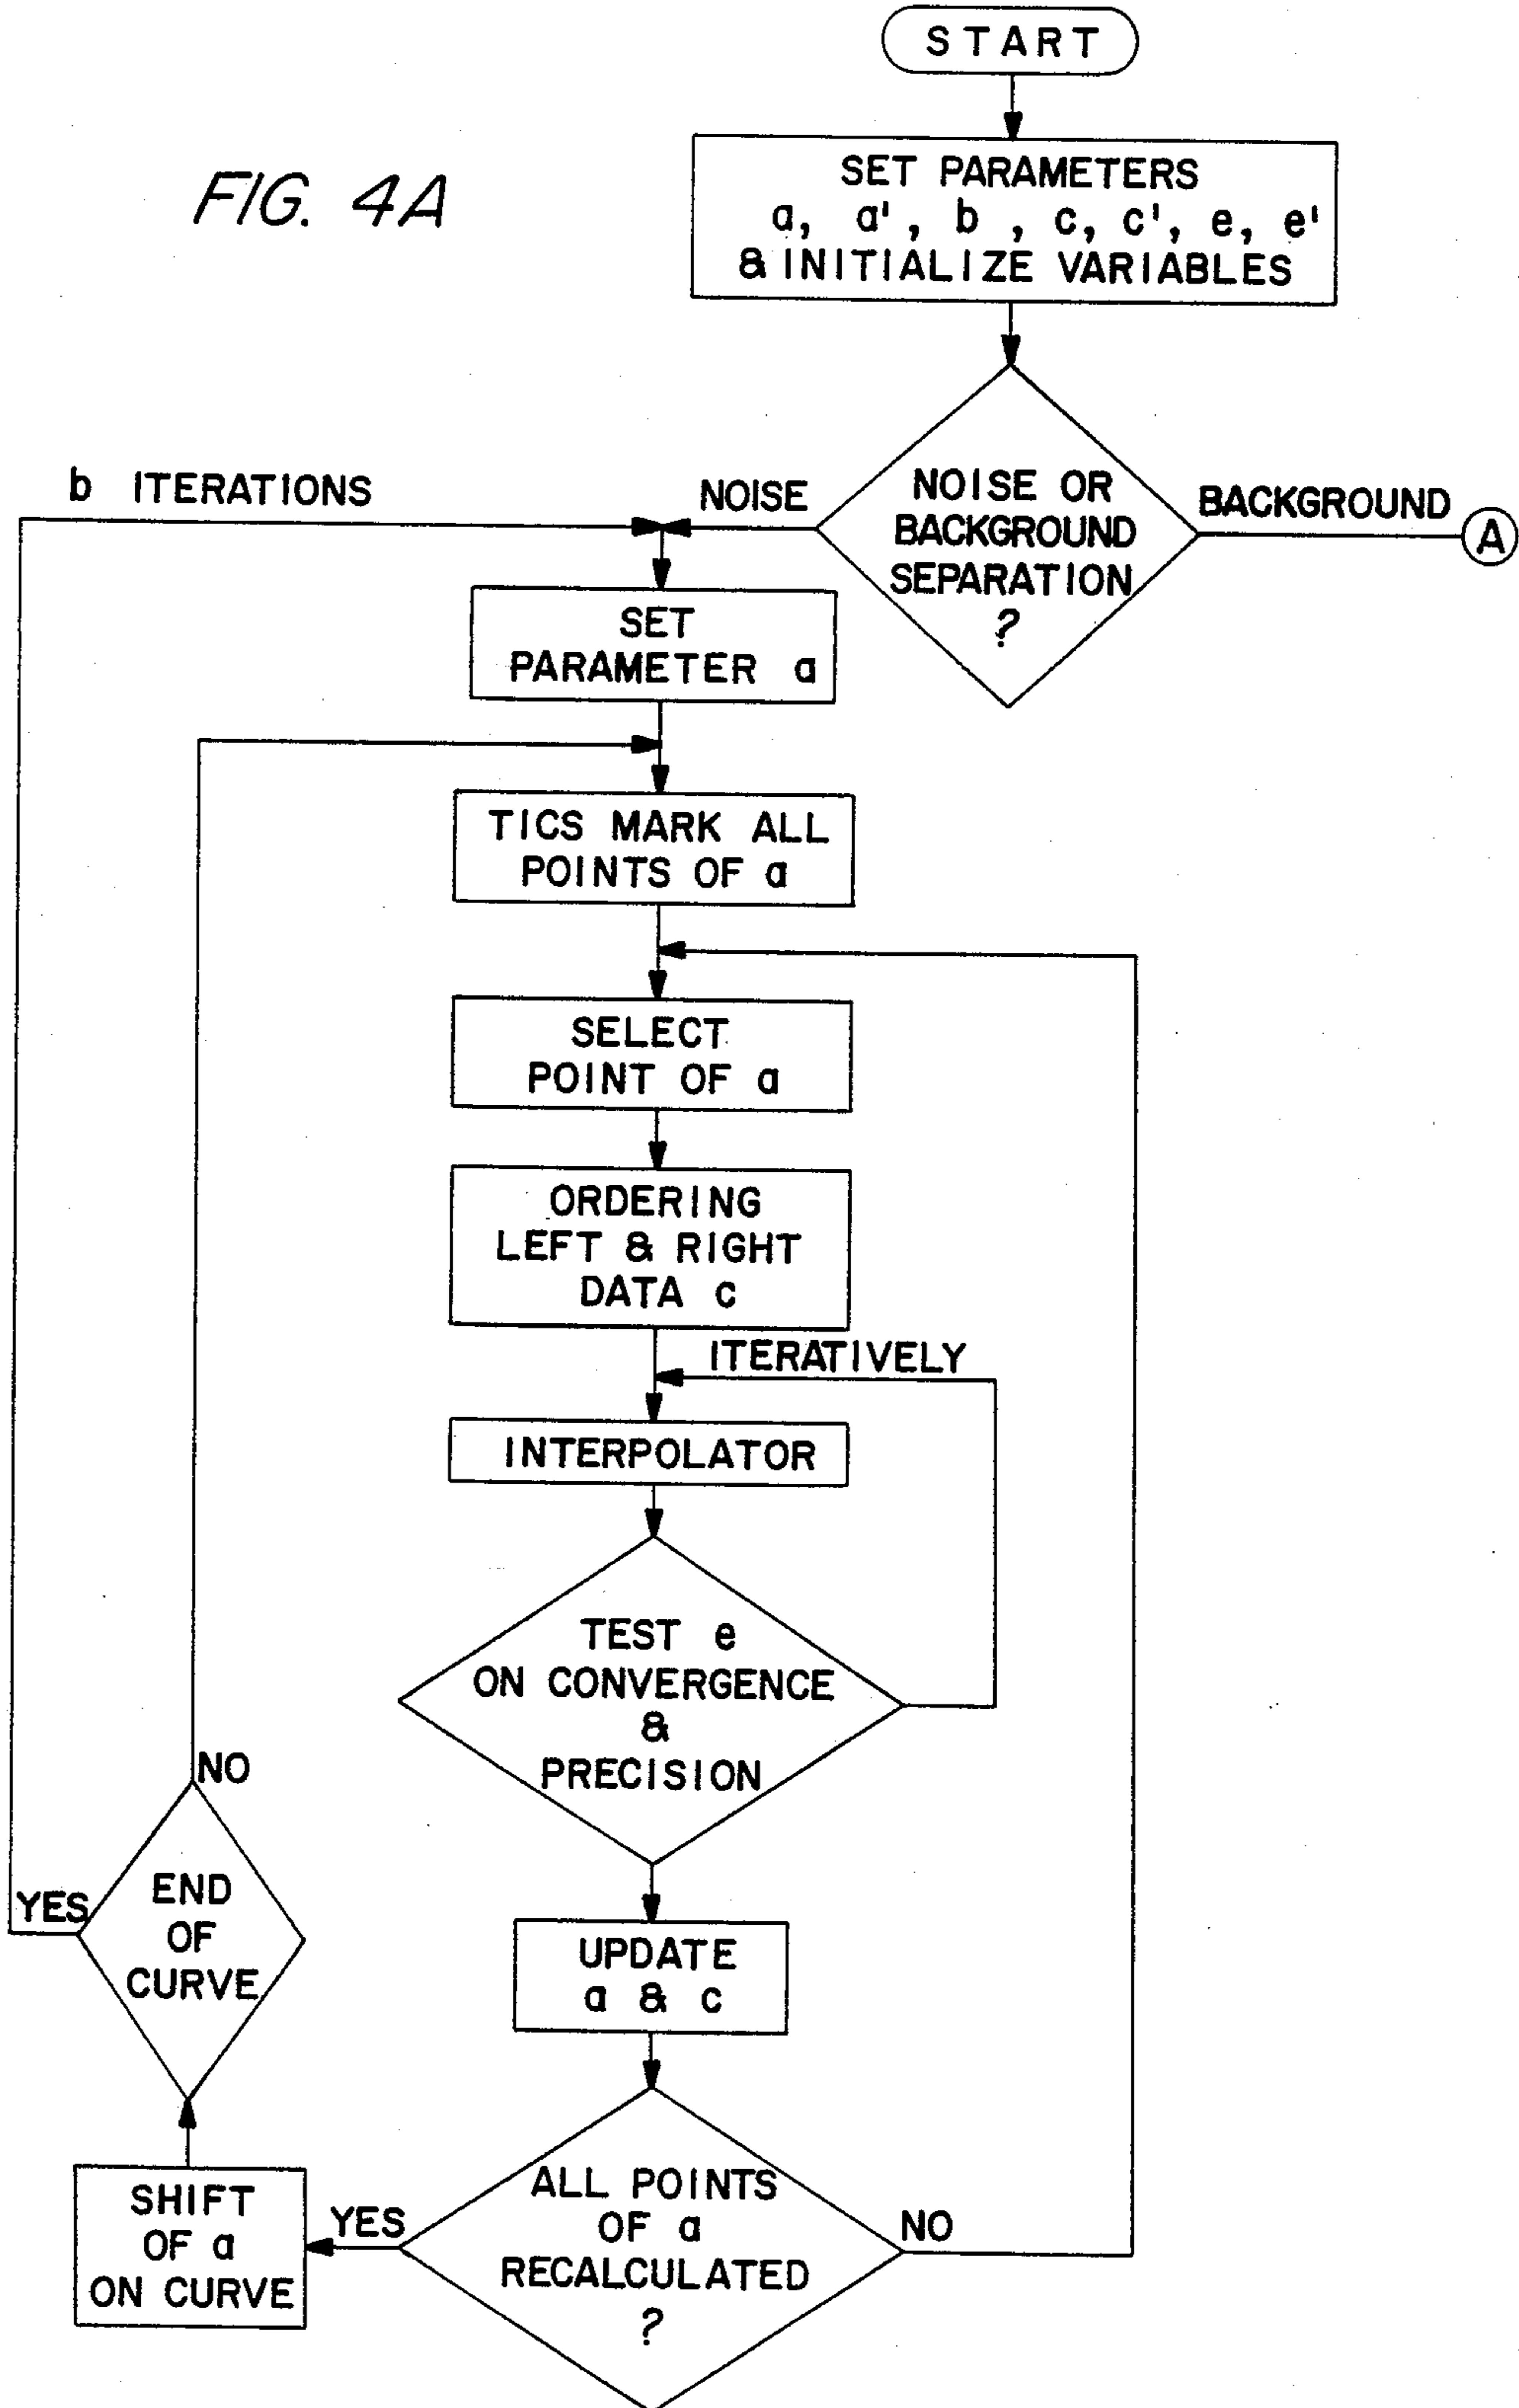 START
FIG. 4A
SET PARAMETERS
a, a', b , c, c', e, e'
& INITIALIZE VARIABLES
b ITERATIONS
NOISE
NOISE OR
BACKGROUND
SEPARATION
?
BACKGROUND
A
SET
PARAMETER a
TICS MARK ALL
POINTS OF a
SELECT
POINT OF a
ORDERING
LEFT & RIGHT
DATA c
ITERATIVELY
INTERPOLATOR
TEST e
ON CONVERGENCE
&
PRECISION
NO
YES
END
OF
CURVE
UPDATE
a & c
SHIFT
OF a
ON CURVE
YES
ALL POINTS
OF a
RECALCULATED
?
NO